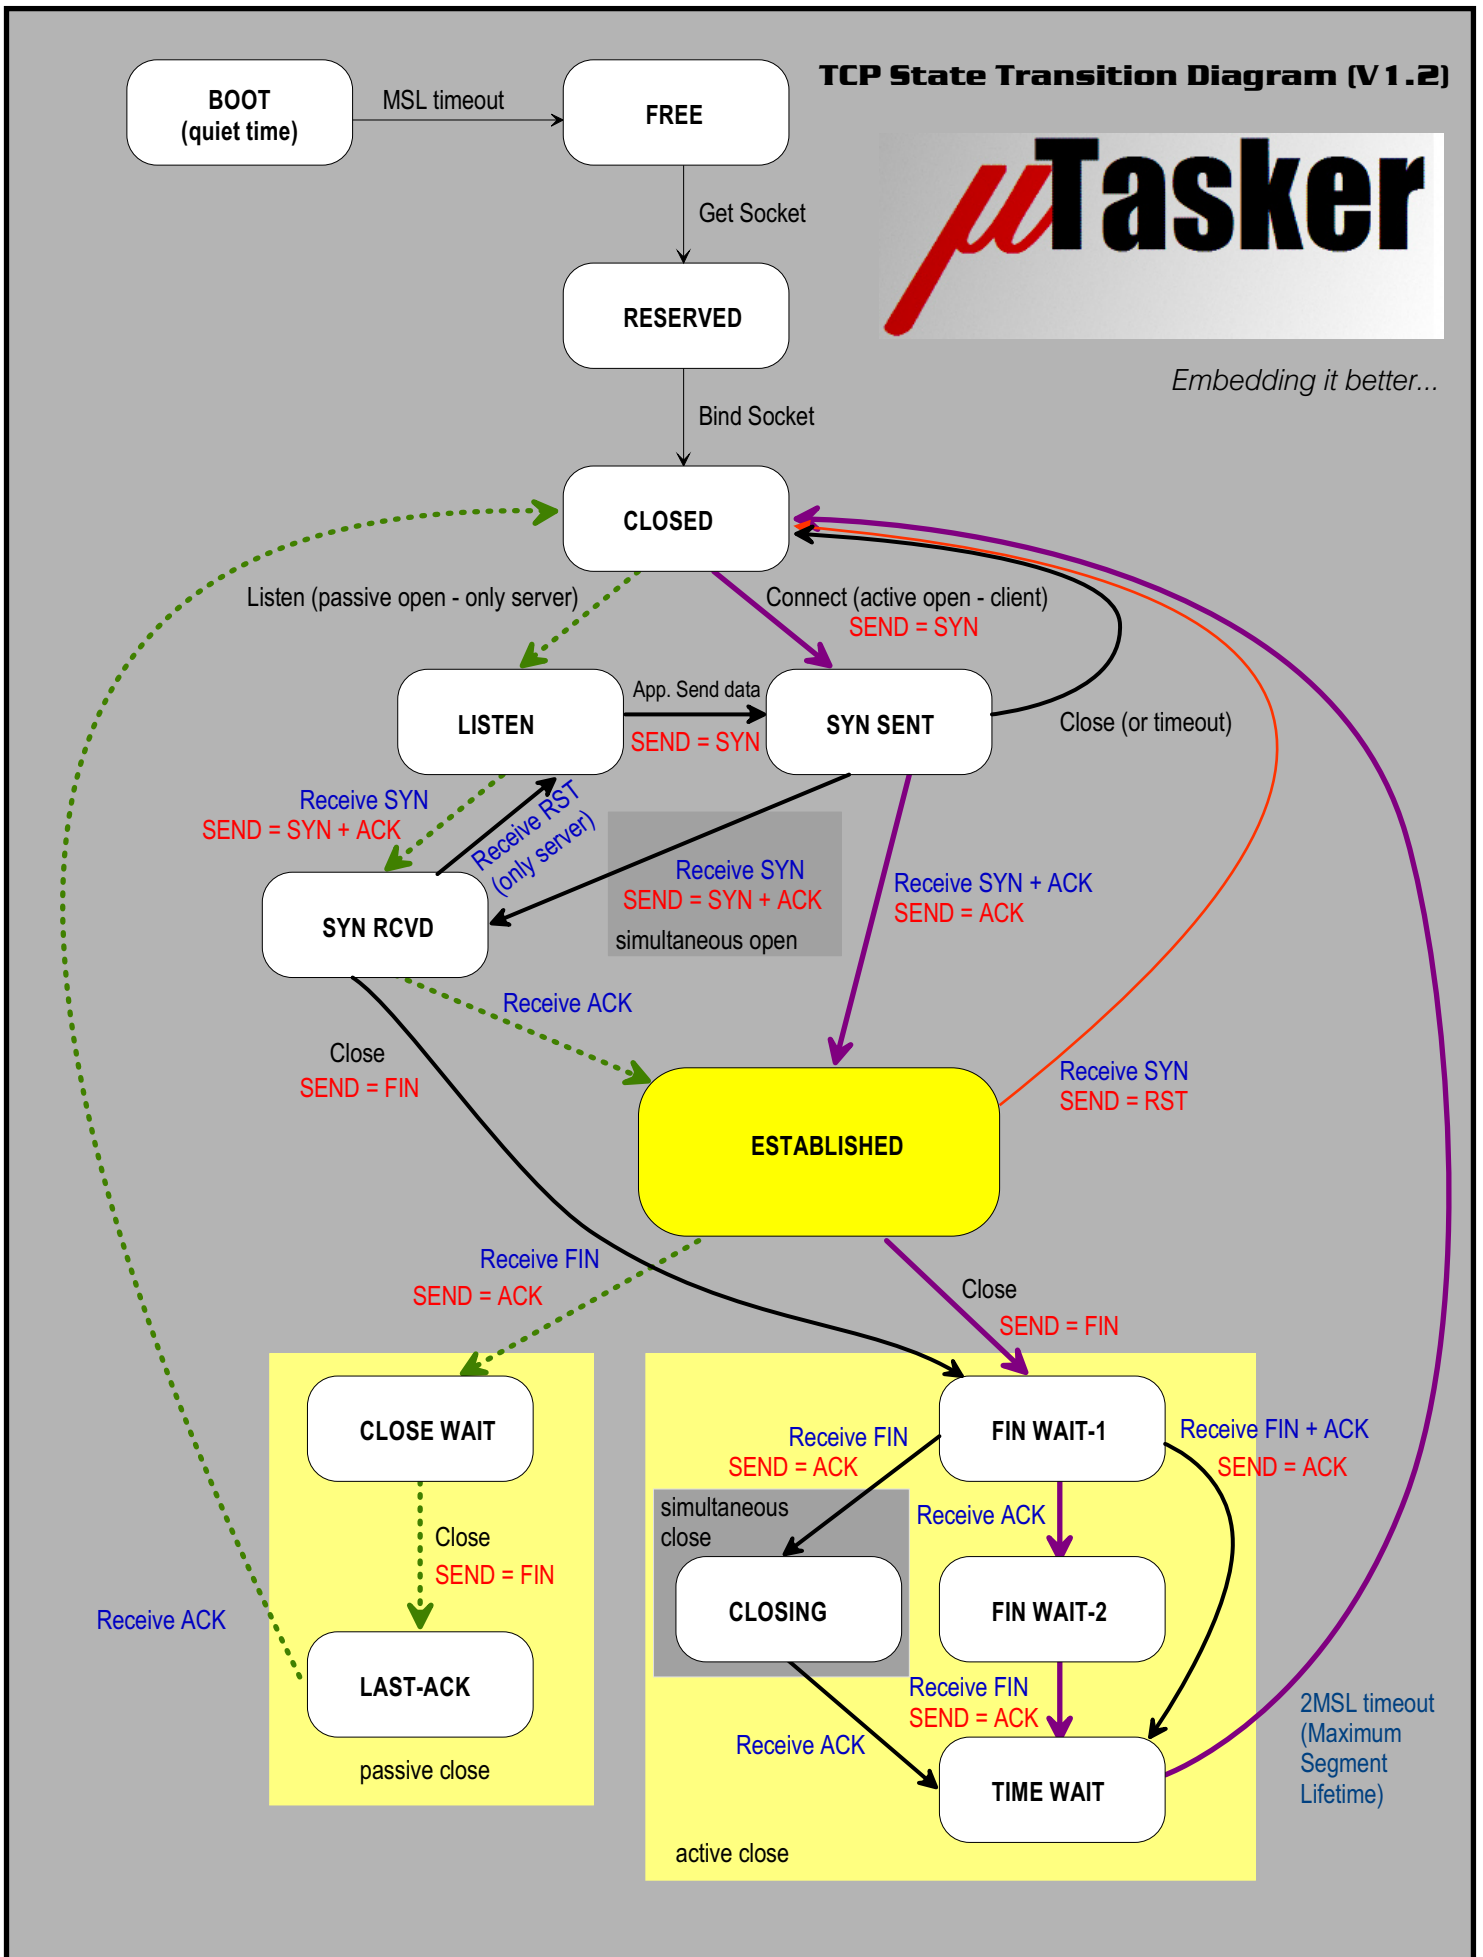 TCP State Transition Diagram (V1.2)
BOOT
(quiet time)
MSL timeout
FREE
µTasker
Get Socket
RESERVED
Embedding it better...
Bind Socket
CLOSED
Listen (passive open - only server)
Connect (active open - client)
SEND = SYN
LISTEN
App. Send data
SEND = SYN
SYN SENT
Close (or timeout)
Receive SYN
SEND = SYN + ACK
Receive RST
(only server)
Receive SYN
SEND = SYN + ACK
simultaneous open
Receive SYN + ACK
SEND = ACK
SYN RCVD
Receive ACK
Close
SEND = FIN
Receive SYN
SEND = RST
ESTABLISHED
Receive FIN
SEND = ACK
Close
SEND = FIN
CLOSE WAIT
FIN WAIT-1
Receive FIN
SEND = ACK
Receive FIN + ACK
SEND = ACK
simultaneous
close
Receive ACK
Close
SEND = FIN
CLOSING
FIN WAIT-2
Receive ACK
LAST-ACK
Receive FIN
SEND = ACK
Receive ACK
2MSL timeout
(Maximum
Segment
Lifetime)
passive close
TIME WAIT
active close